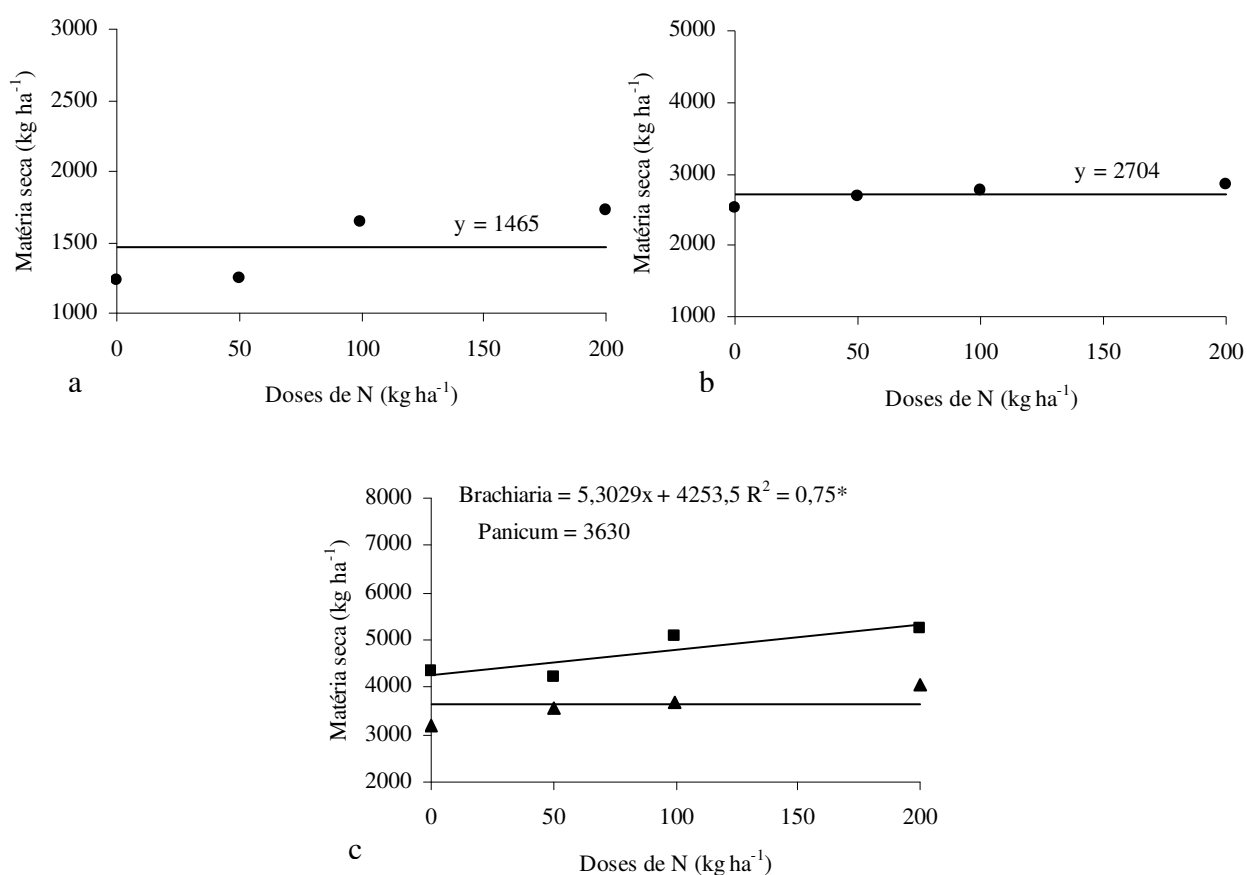 3000
2500
2000
1500
1000
Matéria seca (kg ha⁻¹)
y = 1465
0 50 100 150 200
Doses de N (kg ha⁻¹)
a
5000
4000
3000
2000
1000
Matéria seca (kg ha⁻¹)
y = 2704
0 50 100 150 200
Doses de N (kg ha⁻¹)
b
Brachiaria = 5,3029x + 4253,5 R² = 0,75*
Panicum = 3630
8000
7000
6000
5000
4000
3000
2000
Matéria seca (kg ha⁻¹)
0 50 100 150 200
Doses de N (kg ha⁻¹)
c